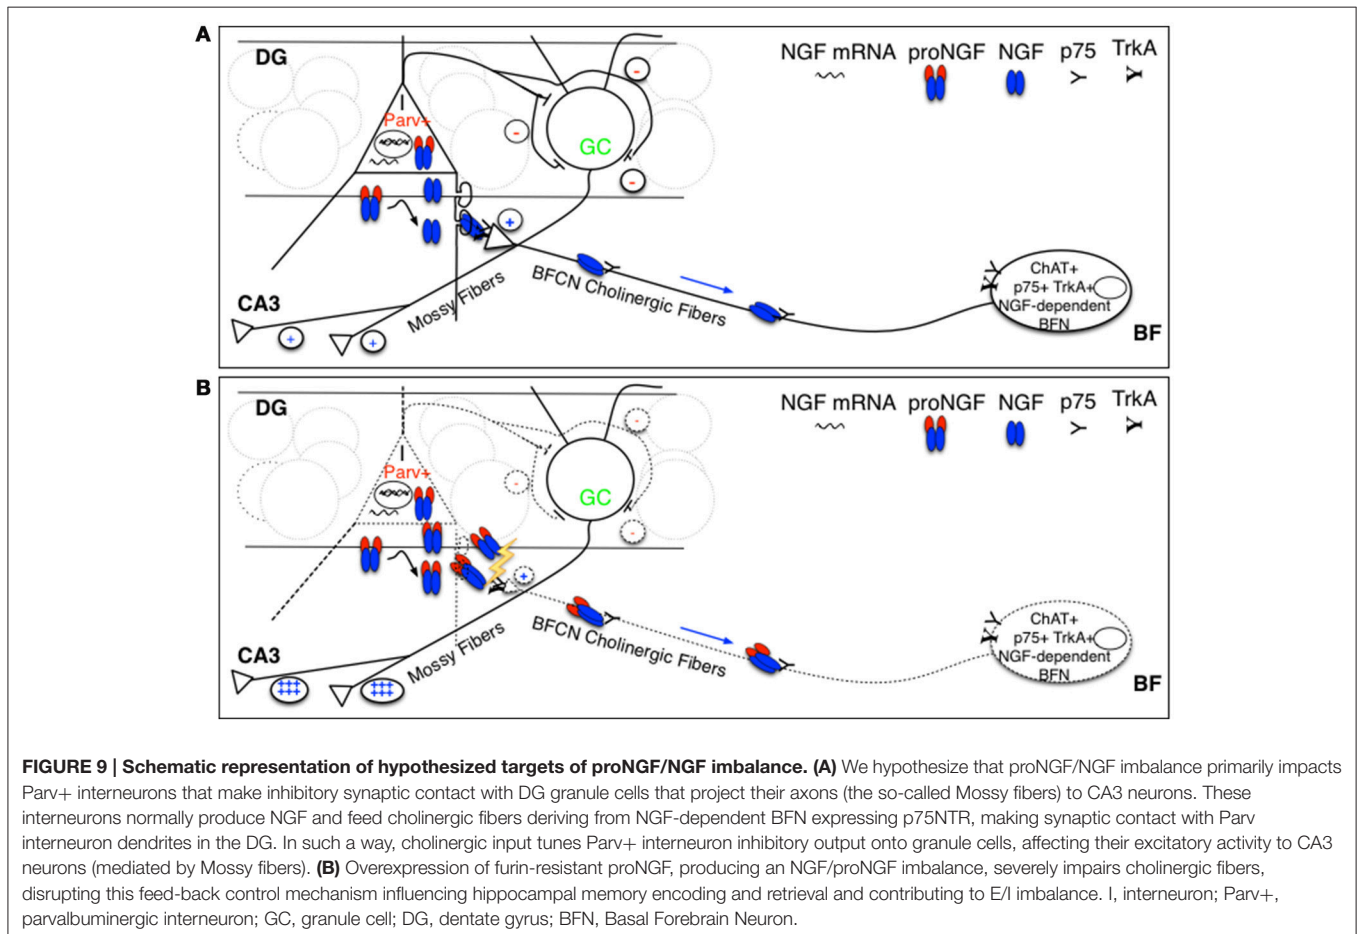 A
DG
NGF mRNA proNGF NGF p75 TrkA
I
Parv+
-
-
GC
-
+
CA3
Mossy Fibers
BFCN Cholinergic Fibers
+ +
ChAT+
p75+ TrkA+
NGF-dependent
BFN
BF
B
DG
NGF mRNA proNGF NGF p75 TrkA
I
Parv+
-
-
GC
-
+
CA3
Mossy Fibers
BFCN Cholinergic Fibers
+++ +++
+++ +++
ChAT+
p75+ TrkA+
NGF-dependent
BFN
BF
FIGURE 9 | Schematic representation of hypothesized targets of proNGF/NGF imbalance. (A) We hypothesize that proNGF/NGF imbalance primarily impacts
Parv+ interneurons that make inhibitory synaptic contact with DG granule cells that project their axons (the so-called Mossy fibers) to CA3 neurons. These
interneurons normally produce NGF and feed cholinergic fibers deriving from NGF-dependent BFN expressing p75NTR, making synaptic contact with Parv
interneuron dendrites in the DG. In such a way, cholinergic input tunes Parv+ interneuron inhibitory output onto granule cells, affecting their excitatory activity to CA3
neurons (mediated by Mossy fibers). (B) Overexpression of furin-resistant proNGF, producing an NGF/proNGF imbalance, severely impairs cholinergic fibers,
disrupting this feed-back control mechanism influencing hippocampal memory encoding and retrieval and contributing to E/I imbalance. I, interneuron; Parv+,
parvalbuminergic interneuron; GC, granule cell; DG, dentate gyrus; BFN, Basal Forebrain Neuron.